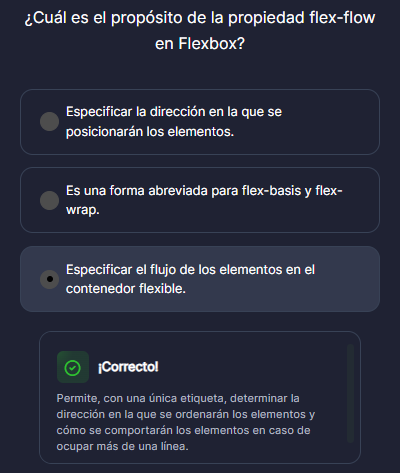 ¿Cuál es el propósito de la propiedad flex-flow
en Flexbox?
Especificar la dirección en la que se
posicionarán los elementos.
Es una forma abreviada para flex-basis y flex-
wrap.
Especificar el flujo de los elementos en el
contenedor flexible.
¡Correcto!
Permite, con una única etiqueta, determinar la
dirección en la que se ordenarán los elementos y
cómo se comportarán los elementos en caso de
ocupar más de una línea.